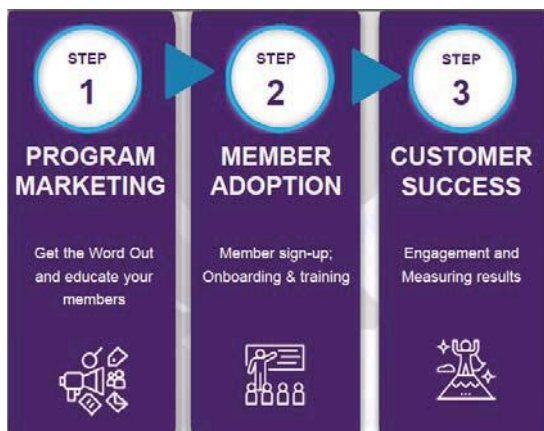 STEP
1
PROGRAM
MARKETING
Get the Word Out
and educate your
members
STEP
2
MEMBER
ADOPTION
Member sign-up;
Onboarding & training
STEP
3
CUSTOMER
SUCCESS
Engagement and
Measuring results